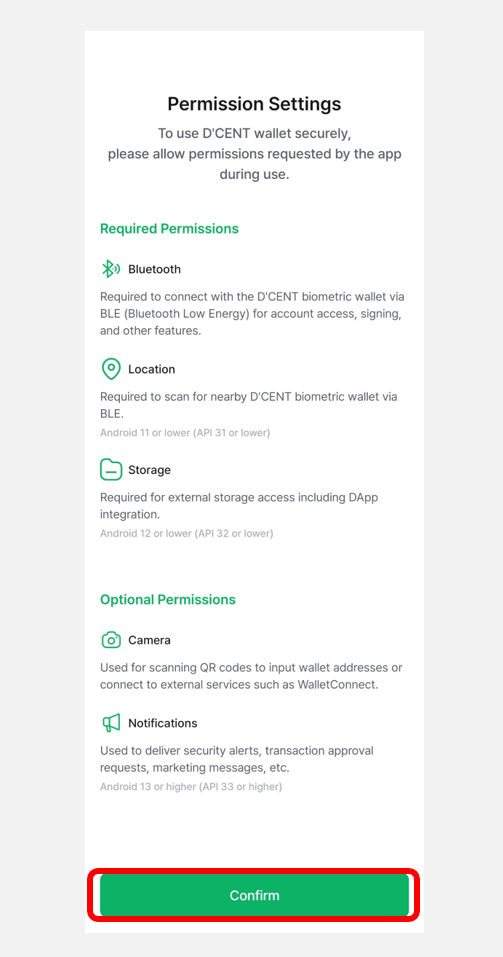 Permission Settings
To use D'CENT wallet securely,
please allow permissions requested by the app
during use.
Required Permissions
Bluetooth
Required to connect with the D'CENT biometric wallet via
BLE (Bluetooth Low Energy) for account access, signing,
and other features.
Location
Required to scan for nearby D'CENT biometric wallet via
BLE.
Android 11 or lower (API 31 or lower)
Storage
Required for external storage access including DApp
integration.
Android 12 or lower (API 32 or lower)
Optional Permissions
Camera
Used for scanning QR codes to input wallet addresses or
connect to external services such as WalletConnect.
Notifications
Used to deliver security alerts, transaction approval
requests, marketing messages, etc.
Android 13 or higher (API 33 or higher)
Confirm